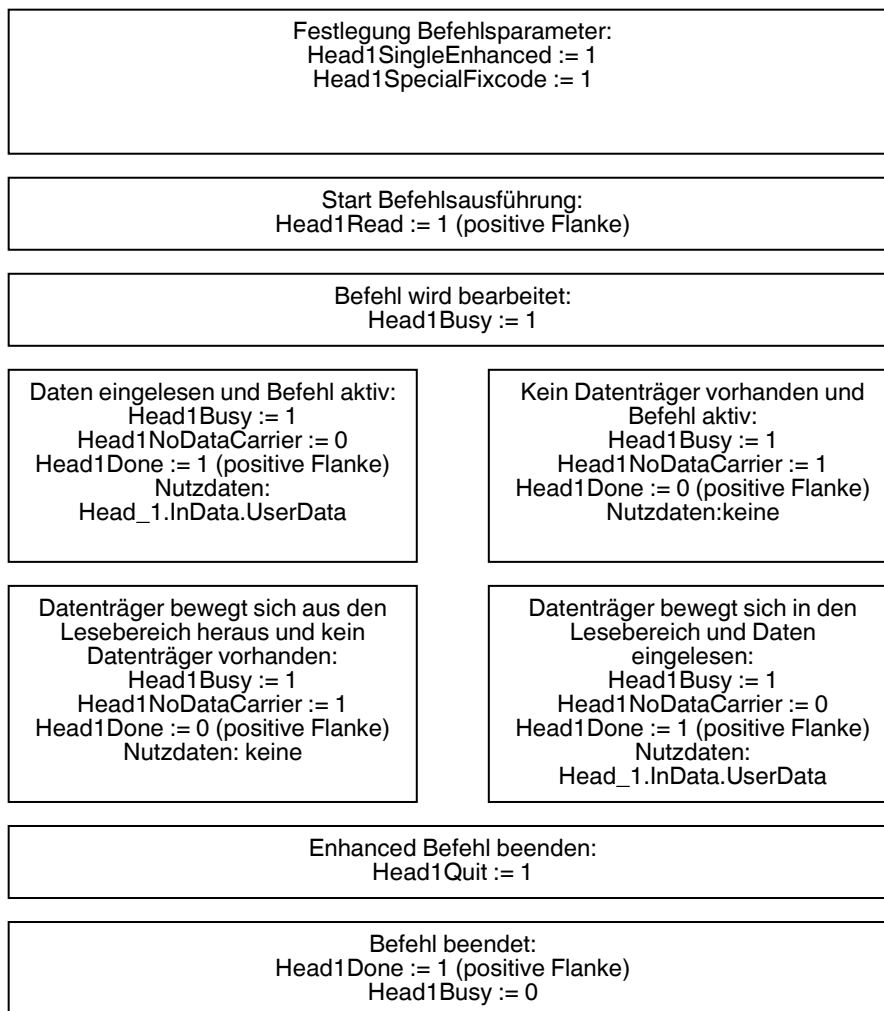 Festlegung Befehlsparameter:
Head1SingleEnhanced := 1
Head1SpecialFixcode := 1
Start Befehlsausführung:
Head1Read := 1 (positive Flanke)
Befehl wird bearbeitet:
Head1Busy := 1
Daten eingelesen und Befehl aktiv:
Head1Busy := 1
Head1NoDataCarrier := 0
Head1Done := 1 (positive Flanke)
Nutzdaten:
Head_1.InData.UserData
Kein Datenträger vorhanden und
Befehl aktiv:
Head1Busy := 1
Head1NoDataCarrier := 1
Head1Done := 0 (positive Flanke)
Nutzdaten:keine
Datenträger bewegt sich aus den
Lesebereich heraus und kein
Datenträger vorhanden:
Head1Busy := 1
Head1NoDataCarrier := 1
Head1Done := 0 (positive Flanke)
Nutzdaten: keine
Datenträger bewegt sich in den
Lesebereich und Daten
eingelesen:
Head1Busy := 1
Head1NoDataCarrier := 0
Head1Done := 1 (positive Flanke)
Nutzdaten:
Head_1.InData.UserData
Enhanced Befehl beenden:
Head1Quit := 1
Befehl beendet:
Head1Done := 1 (positive Flanke)
Head1Busy := 0